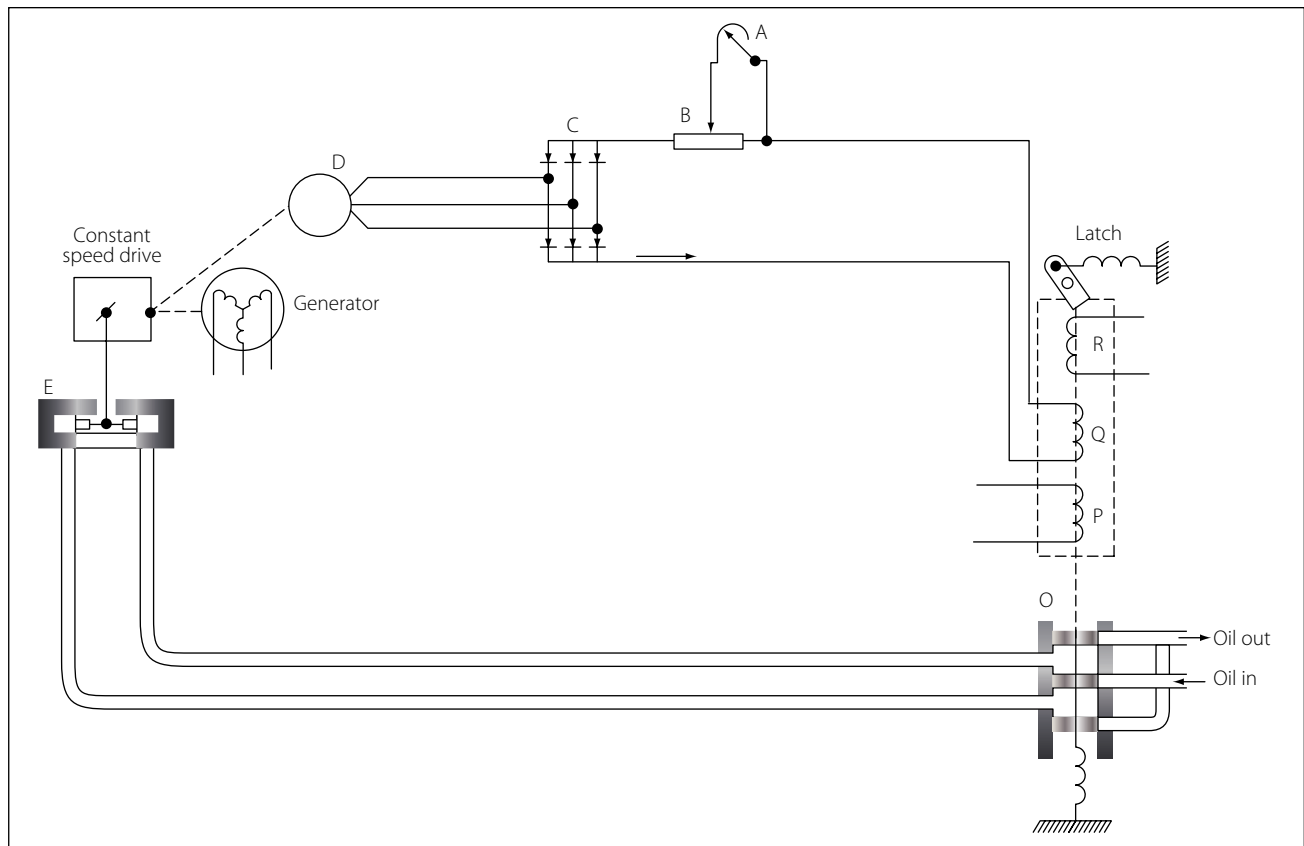 A
B
C
D
Constant
speed drive
Latch
Generator
R
E
Q
P
O
Oil out
Oil in